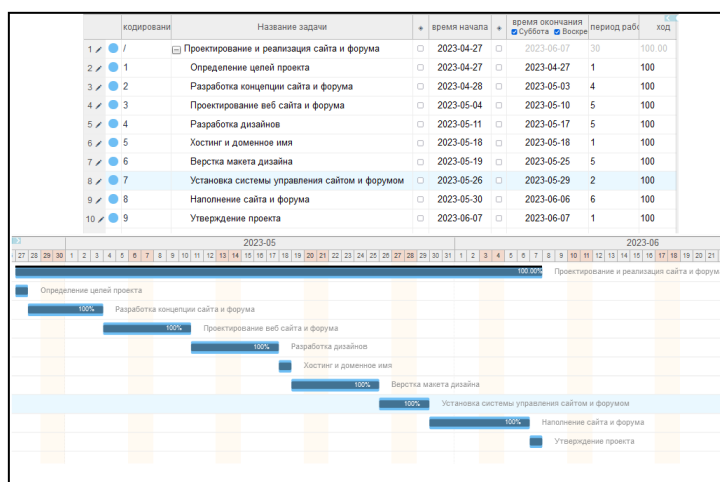 кодировани Название задачи + время начала + время окончания период рабо ход
Суббота Воскре
1 / Проектирование и реализация сайта и форума 2023-04-27 2023-06-07 30 100.00
2 1 Определение целей проекта 2023-04-27 2023-04-27 1 100
3 2 Разработка концепции сайта и форума 2023-04-28 2023-05-03 4 100
4 3 Проектирование веб сайта и форума 2023-05-04 2023-05-10 5 100
5 4 Разработка дизайнов 2023-05-11 2023-05-17 5 100
6 5 Хостинг и доменное имя 2023-05-18 2023-05-18 1 100
7 6 Верстка макета дизайна 2023-05-19 2023-05-25 5 100
8 7 Установка системы управления сайтом и форумом 2023-05-26 2023-05-29 2 100
9 8 Наполнение сайта и форума 2023-05-30 2023-06-06 6 100
10 9 Утверждение проекта 2023-06-07 2023-06-07 1 100
2023-05 2023-06
27 28 29 30 1 2 3 4 5 6 7 8 9 10 11 12 13 14 15 16 17 18 19 20 21 22 23 24 25 26 27 28 29 30 31 1 2 3 4 5 6 7 8 9 10 11 12 13 14 15 16 17 18 19 20 21
100.00% Проектирование и реализация сайта и форума
Определение целей проекта
100% Разработка концепции сайта и форума
100% Проектирование веб сайта и форума
100% Разработка дизайнов
Хостинг и доменное имя
100% Верстка макета дизайна
100% Установка системы управления сайтом и форумом
100% Наполнение сайта и форума
Утверждение проекта